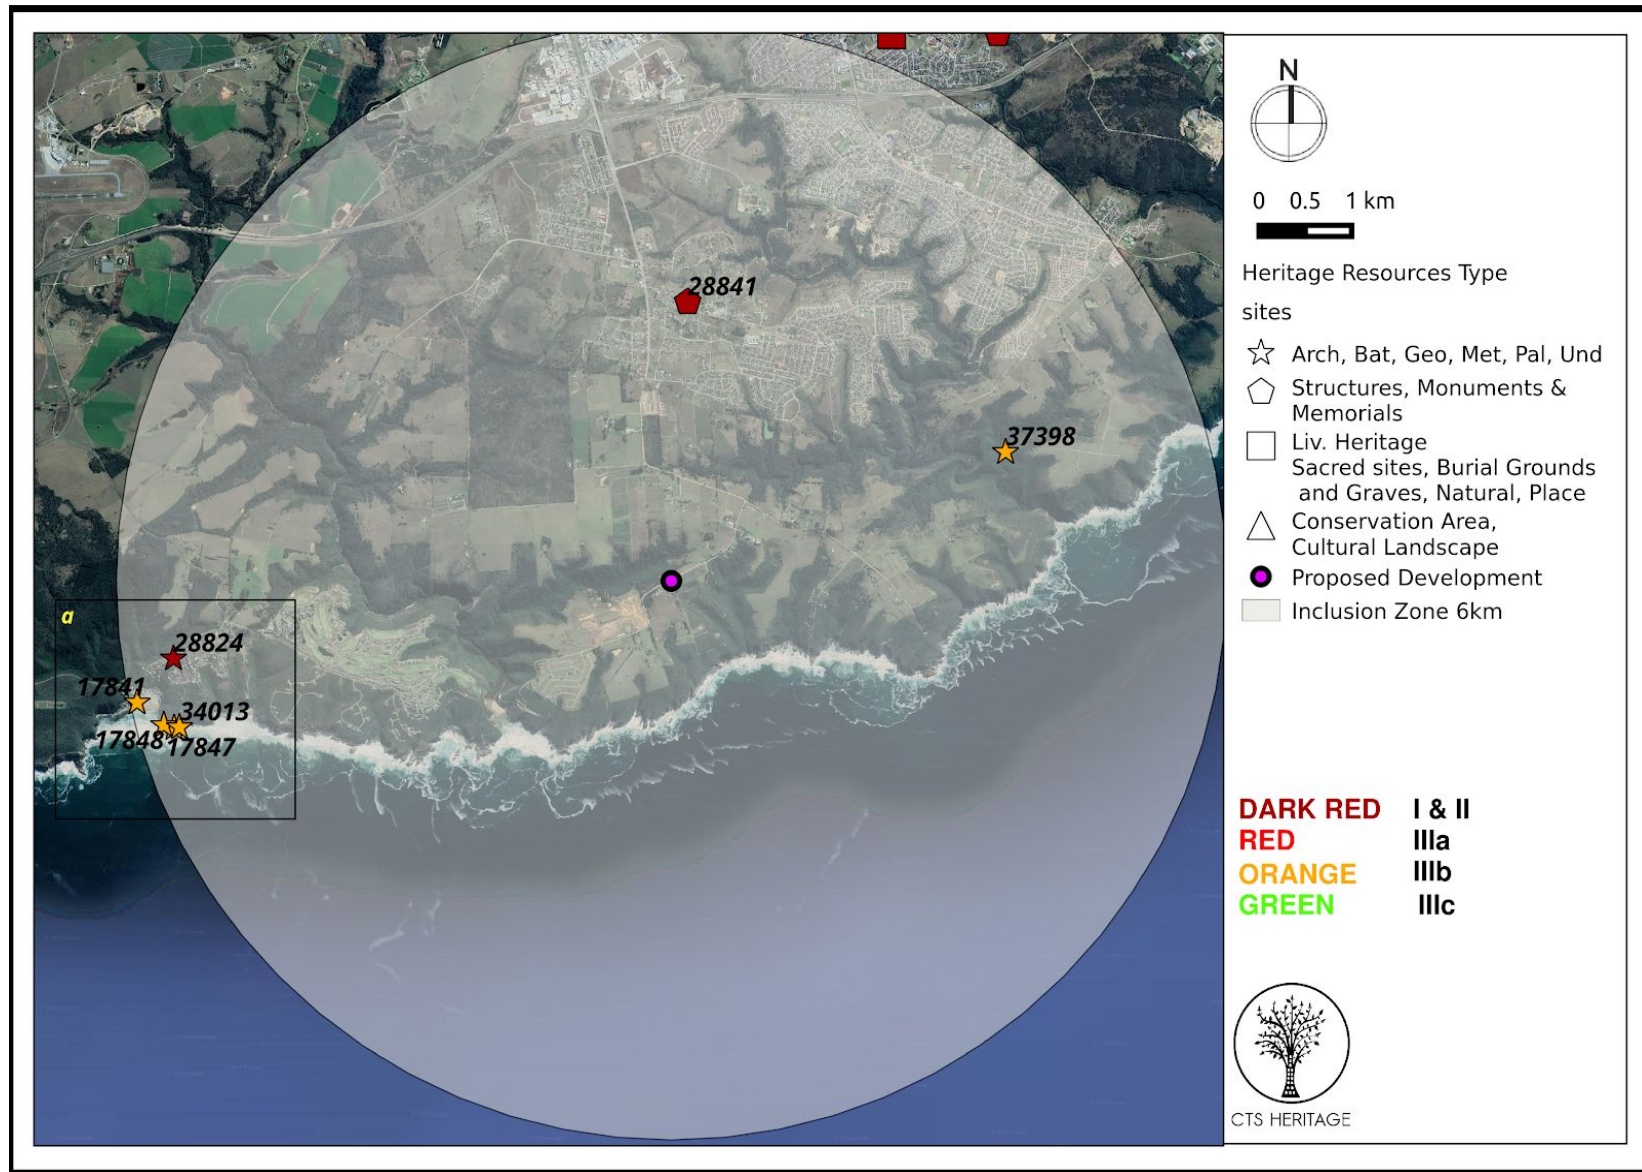 28841
37398
a
28824
17841
34013
17848
17847
N
0 0.5 1 km
Heritage Resources Type
sites
Arch, Bat, Geo, Met, Pal, Und
Structures, Monuments &
Memorials
Liv. Heritage
Sacred sites, Burial Grounds
and Graves, Natural, Place
Conservation Area,
Cultural Landscape
Proposed Development
Inclusion Zone 6km
DARK RED I & II
RED IIIa
ORANGE IIIb
GREEN IIIc
CTS HERITAGE